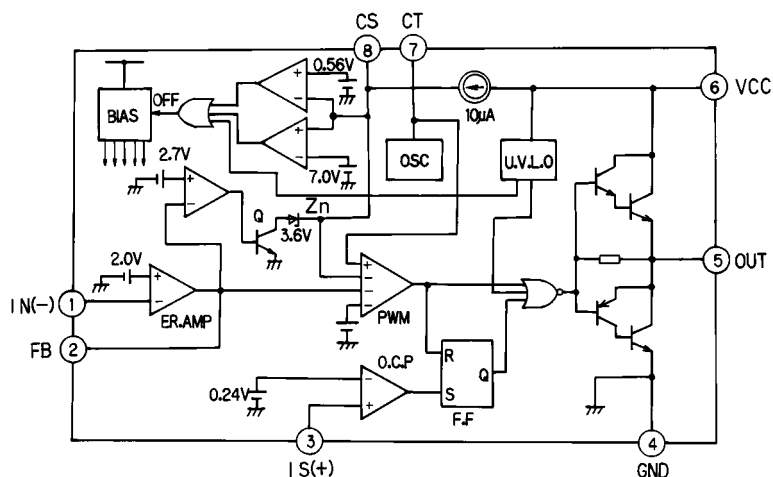 CS CT
8 7
0.56V
6 VCC
OFF
BIAS
10μA
7.0V
OSC
U.V.L.O
2.7V
Q
Zn
3.6V
2.0V
5 OUT
IN(-) 1
ER.AMP
PWM
FB 2
O.C.P
R
Q
S
0.24V
F.F
3
4
IS(+)
GND
+
-
-
+
+
-
+
-
+
-
-
-
-
+